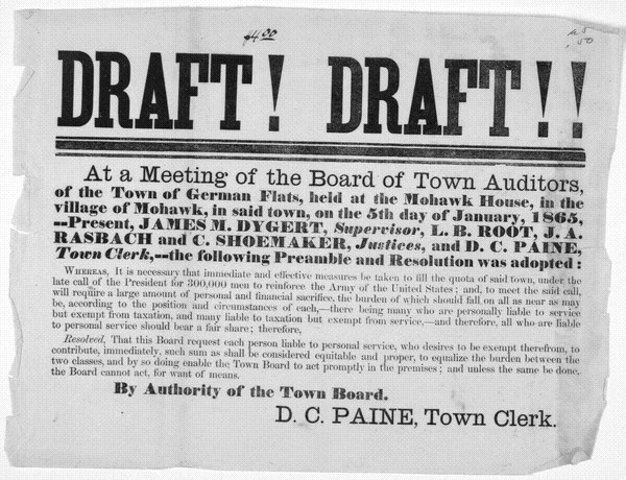 $4.00
.50
DRAFT! DRAFT!!
At a Meeting of the Board of Town Auditors,
of the Town of German Flats, held at the Mohawk House, in the
village of Mohawk, in said town, on the 5th day of January, 1865,
--Present, JAMES M. DYGERT, Supervisor, L. B. ROOT, J. A.
RASBACH and C. SHOEMAKER, Justices, and D. C. PAINE,
Town Clerk,--the following Preamble and Resolution was adopted:
WHEREAS, It is necessary that immediate and effective measures be taken to fill the quota of said town, under the
late call of the President for 300,000 men to reinforce the Army of the United States; and, to meet the said call,
will require a large amount of personal and financial sacrifice, the burden of which should fall on all as near as may
be, according to the position and circumstances of each,—there being many who are personally liable to service
but exempt from taxation, and many liable to taxation but exempt from service,—and therefore, all who are liable
to personal service should bear a fair share; therefore,
Resolved, That this Board request each person liable to personal service, who desires to be exempt therefrom, to
contribute, immediately, such sum as shall be considered equitable and proper, to equalize the burden between the
two classes, and by so doing enable the Town Board to act promptly in the premises; and unless the same be done,
the Board cannot act, for want of means.
By Authority of the Town Board.
D. C. PAINE, Town Clerk.